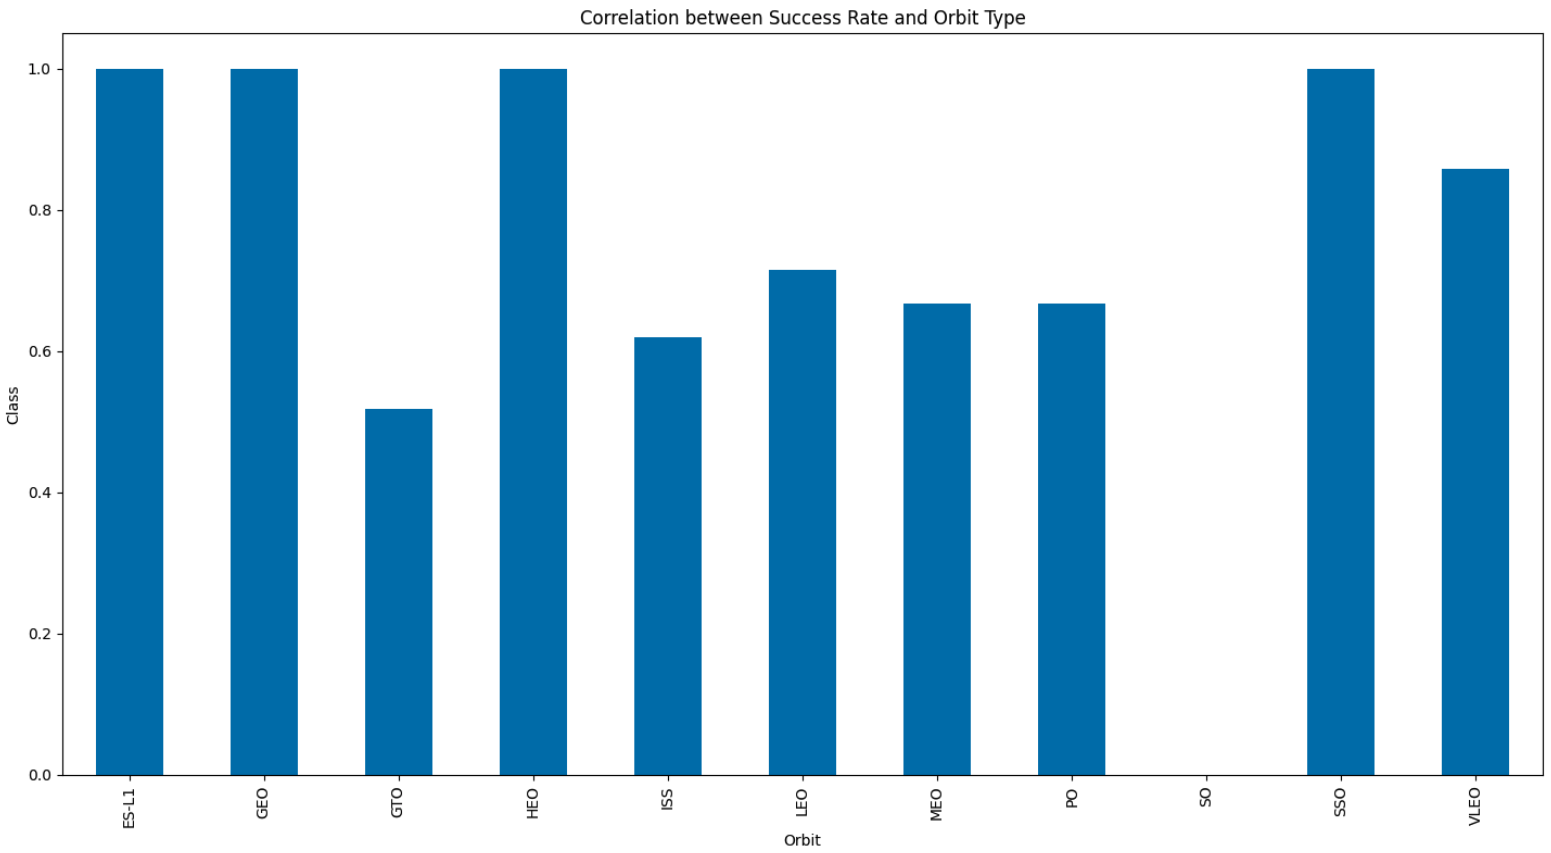 Correlation between Success Rate and Orbit Type
1.0
0.8
0.6
0.4
0.2
0.0
Class
ES-L1
GEO
GTO
HEO
ISS
LEO
MEO
PO
SO
SSO
VLEO
Orbit